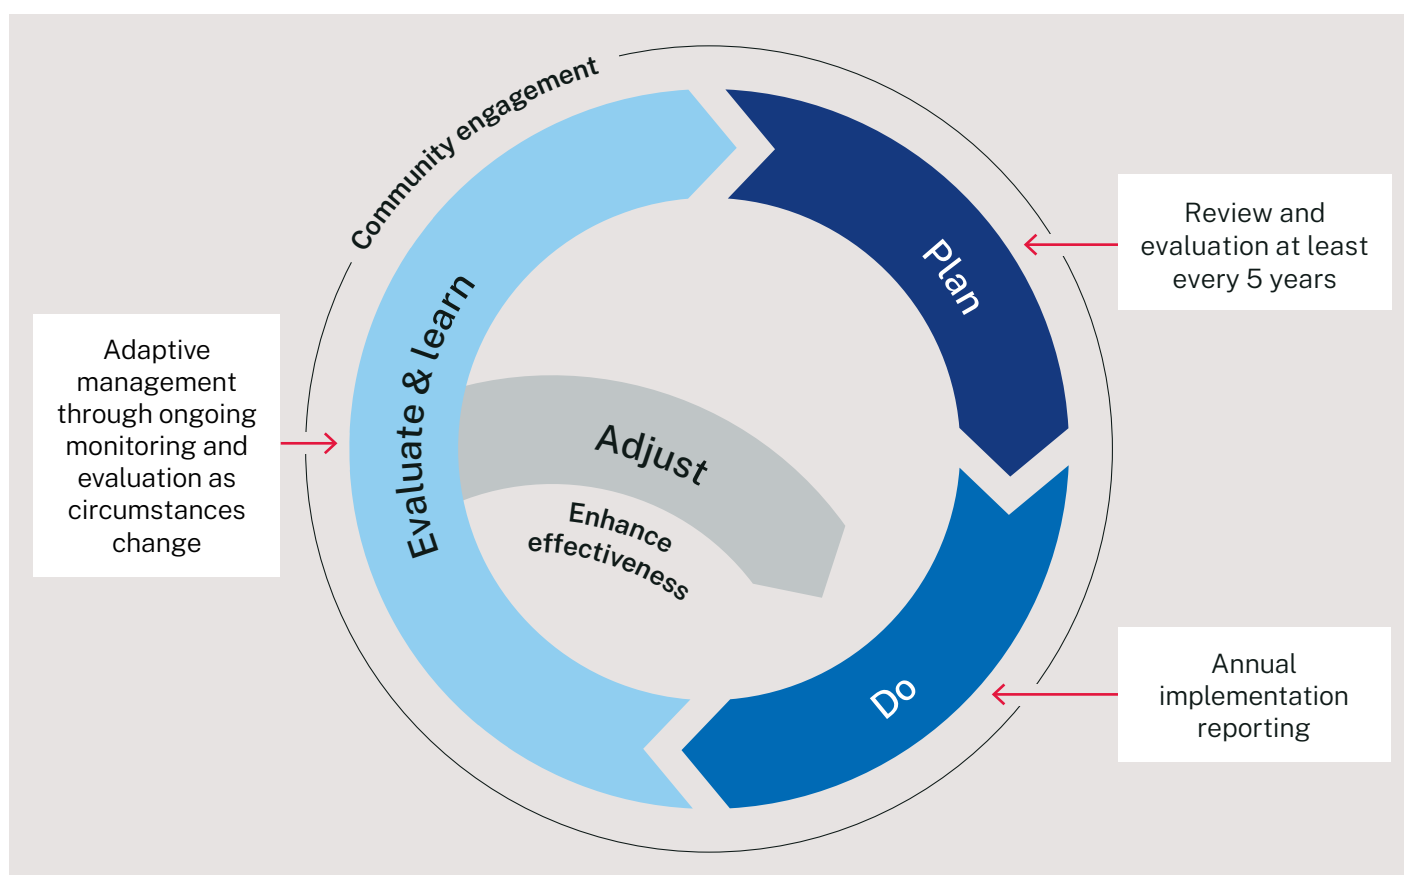 Community engagement
Plan
Review and
evaluation at least
every 5 years
Evaluate & learn
Adaptive
management
through ongoing
monitoring and
evaluation as
circumstances
change
Adjust
Enhance
effectiveness
Do
Annual
implementation
reporting